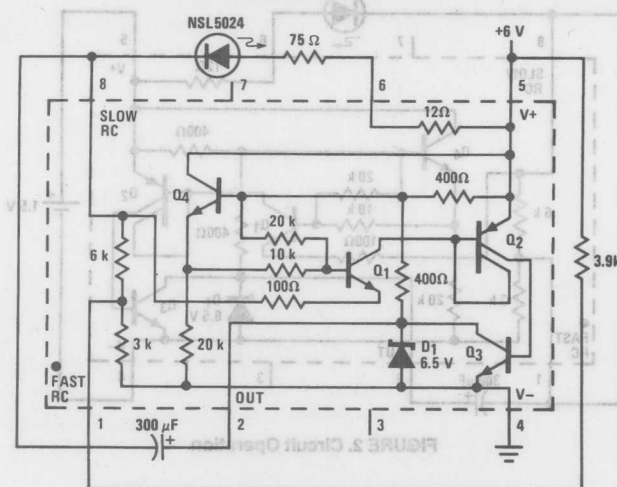 NSL5024
75 Ω
+6 V
8
7
6
5
SLOW
RC
12Ω
V+
Q4
400Ω
20 k
Q2
10 k
Q1
6 k
100Ω
400Ω
3.9k
3 k
20 k
D1
6.5 V
Q3
FAST
RC
OUT
V−
1
300 µF
+
2
3
4
FIGURE 2. Circuit Operation